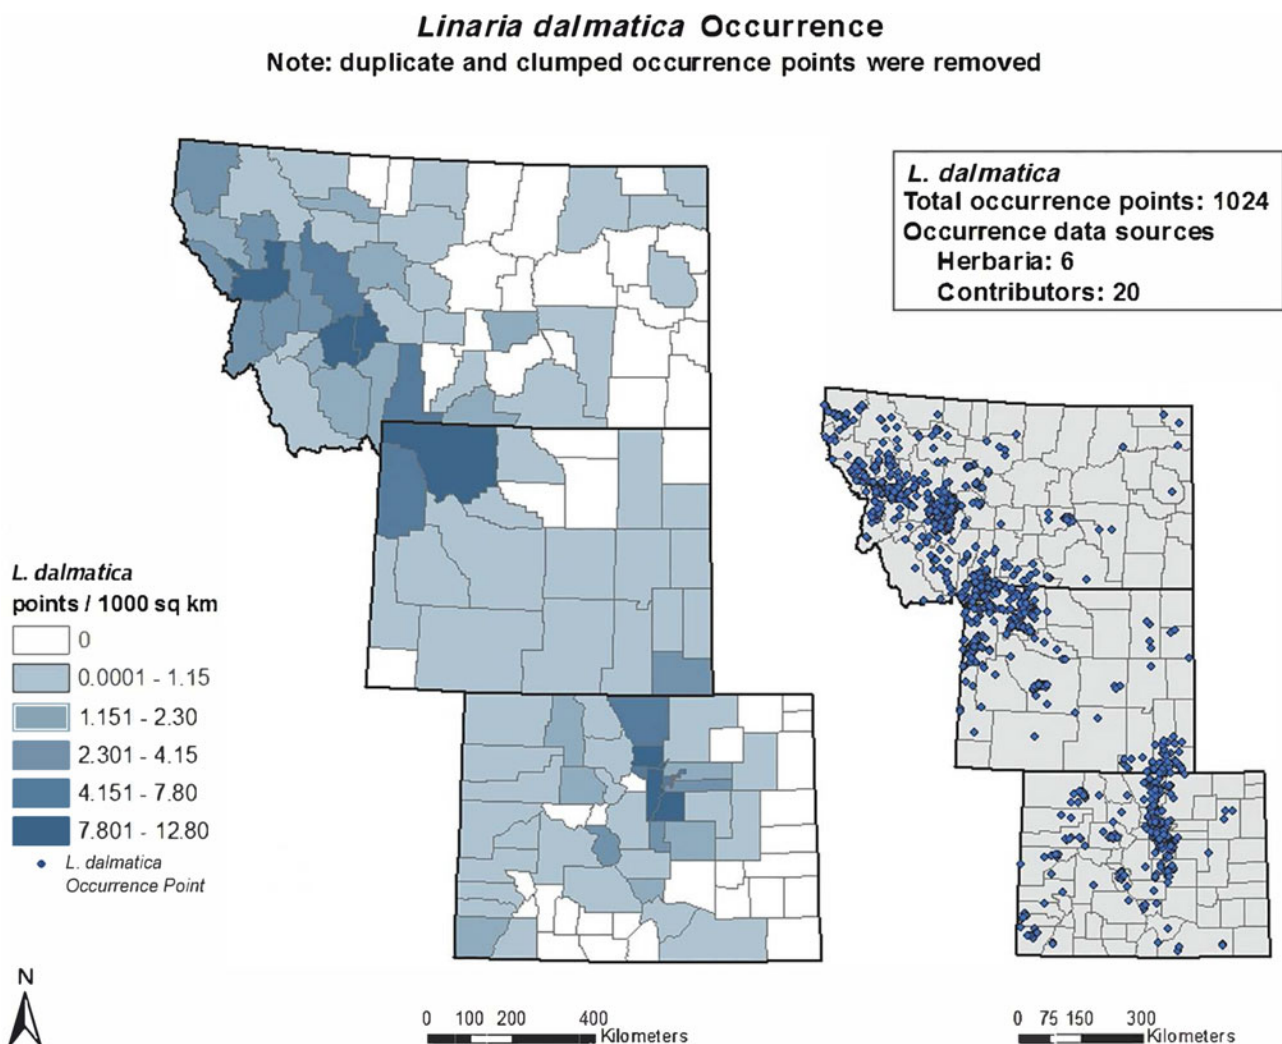 Linaria dalmatica Occurrence
Note: duplicate and clumped occurrence points were removed
L. dalmatica
Total occurrence points: 1024
Occurrence data sources
Herbaria: 6
Contributors: 20
L. dalmatica
points / 1000 sq km
0
0.0001 - 1.15
1.151 - 2.30
2.301 - 4.15
4.151 - 7.80
7.801 - 12.80
L. dalmatica
Occurrence Point
N
0 100 200 400
Kilometers
0 75 150 300
Kilometers